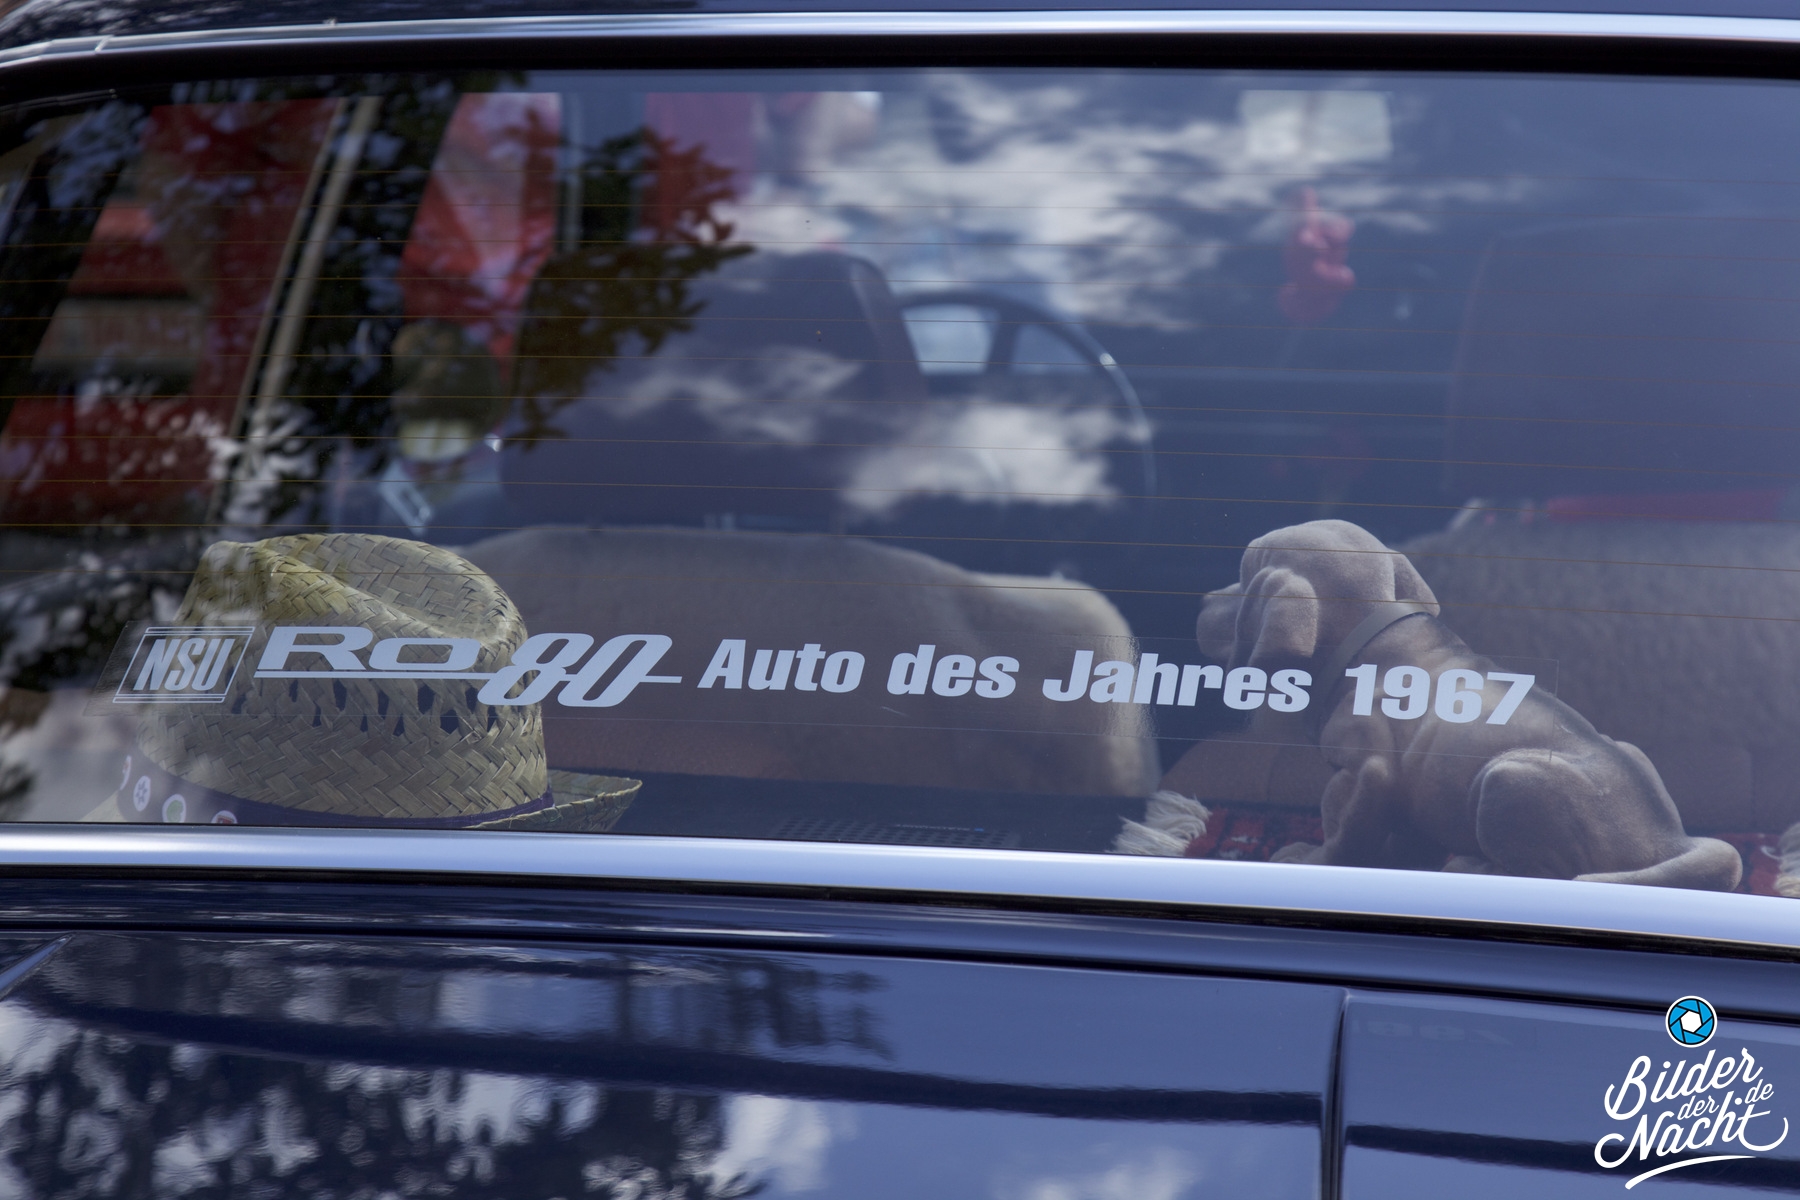 NSU Ro 80 Auto des Jahres 1967
Bilder
der
Nacht.de